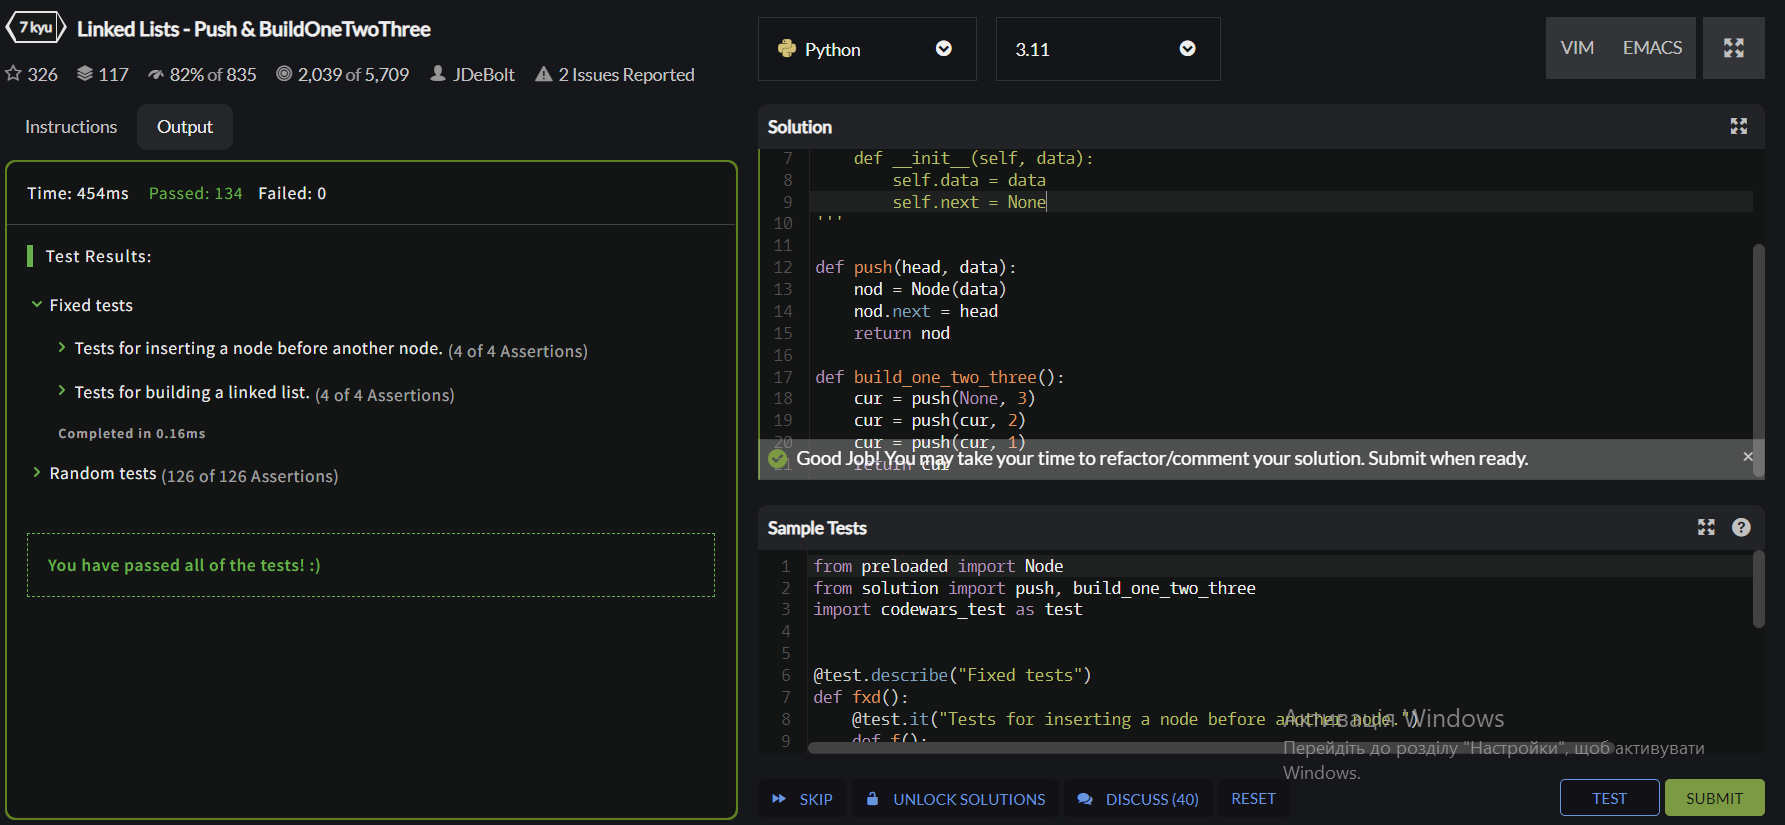 7 kyu Linked Lists - Push & BuildOneTwoThree
326 117 82% of 835 2,039 of 5,709 JDeBolt 2 Issues Reported
Instructions Output
Time: 454ms Passed: 134 Failed: 0
Test Results:
Fixed tests
Tests for inserting a node before another node. (4 of 4 Assertions)
Tests for building a linked list. (4 of 4 Assertions)
Completed in 0.16ms
Random tests (126 of 126 Assertions)
You have passed all of the tests! :)
Python 3.11 VIM EMACS
Solution
7 def __init__(self, data):
8 self.data = data
9 self.next = None
10 '''
11
12 def push(head, data):
13 nod = Node(data)
14 nod.next = head
15 return nod
16
17 def build_one_two_three():
18 cur = push(None, 3)
19 cur = push(cur, 2)
20 cur = push(cur, 1)
21 return cur
Good Job! You may take your time to refactor/comment your solution. Submit when ready. ×
Sample Tests
1 from preloaded import Node
2 from solution import push, build_one_two_three
3 import codewars_test as test
4
5
6 @test.describe("Fixed tests")
7 def fxd():
8 @test.it("Tests for inserting a node before another node.")
9 def f():
Активація Windows
Перейдіть до розділу "Настройки", щоб активувати
Windows.
SKIP UNLOCK SOLUTIONS DISCUSS (40) RESET TEST SUBMIT